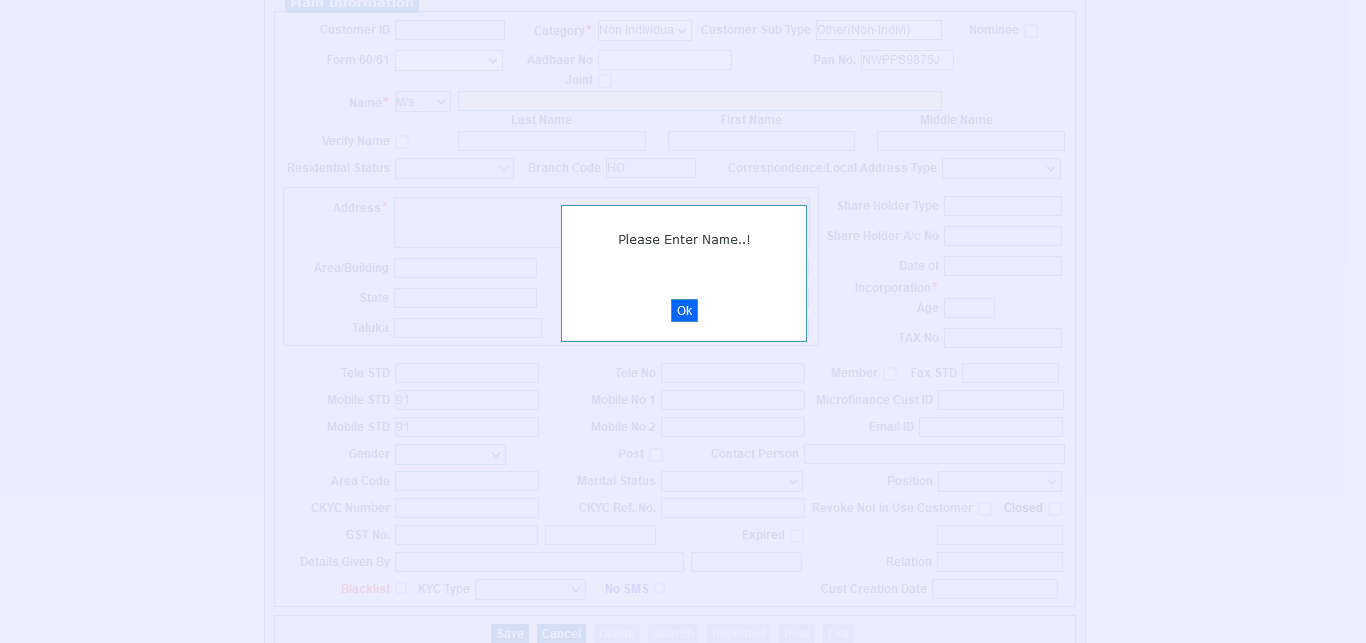 Main Information
Customer ID Category* Non Individua Customer Sub Type Other(Non-Indivi) Nominee
Form 60/61 Aadhaar No Pan No. NWPPS9875J
Joint
Name* M/s.
Last Name First Name Middle Name
Verify Name
Residential Status Branch Code HO Correspondence/Local Address Type
Address* Share Holder Type
Please Enter Name..! Share Holder A/c No
Area/Building Date of
Incorporation*
State
Ok Age
Taluka FAX No
Tele STD Tele No Member Fax STD
Mobile STD 91 Mobile No 1 Microfinance Cust ID
Mobile STD 91 Mobile No 2 Email ID
Gender Post Contact Person
Area Code Marital Status Position
CKYC Number CKYC Ref. No. Revoke Not In Use Customer Closed
GST No. Expired
Details Given By Relation
Blacklist KYC Type No SMS Cust Creation Date
Save Cancel Delete Search Unposted Post Exit